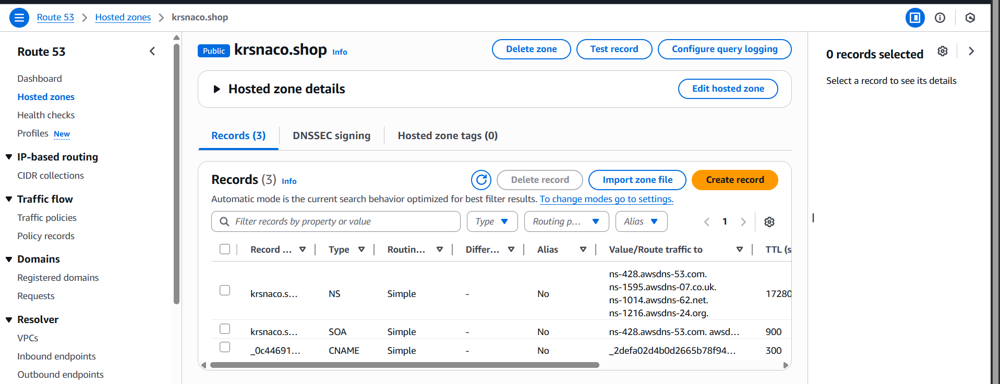 Route 53 > Hosted zones > krsnaco.shop
Route 53
Dashboard
Hosted zones
Health checks
Profiles New
IP-based routing
CIDR collections
Traffic flow
Traffic policies
Policy records
Domains
Registered domains
Requests
Resolver
VPCs
Inbound endpoints
Outbound endpoints
Public krsnaco.shop Info
Delete zone Test record Configure query logging
Hosted zone details Edit hosted zone
Records (3) DNSSEC signing Hosted zone tags (0)
Records (3) Info Delete record Import zone file Create record
Automatic mode is the current search behavior optimized for best filter results. To change modes go to settings.
Filter records by property or value Type Routing p... Alias 1
Record ... Type Routin... Differ... Alias Value/Route traffic to TTL (s
krsnaco.s... NS Simple - No ns-428.awsdns-53.com.
ns-1595.awsdns-07.co.uk.
ns-1014.awsdns-62.net.
ns-1216.awsdns-24.org. 17280
krsnaco.s... SOA Simple - No ns-428.awsdns-53.com. awsd... 900
_0c44691... CNAME Simple - No _2defa02d4b0d2665b78f94... 300
0 records selected
Select a record to see its details